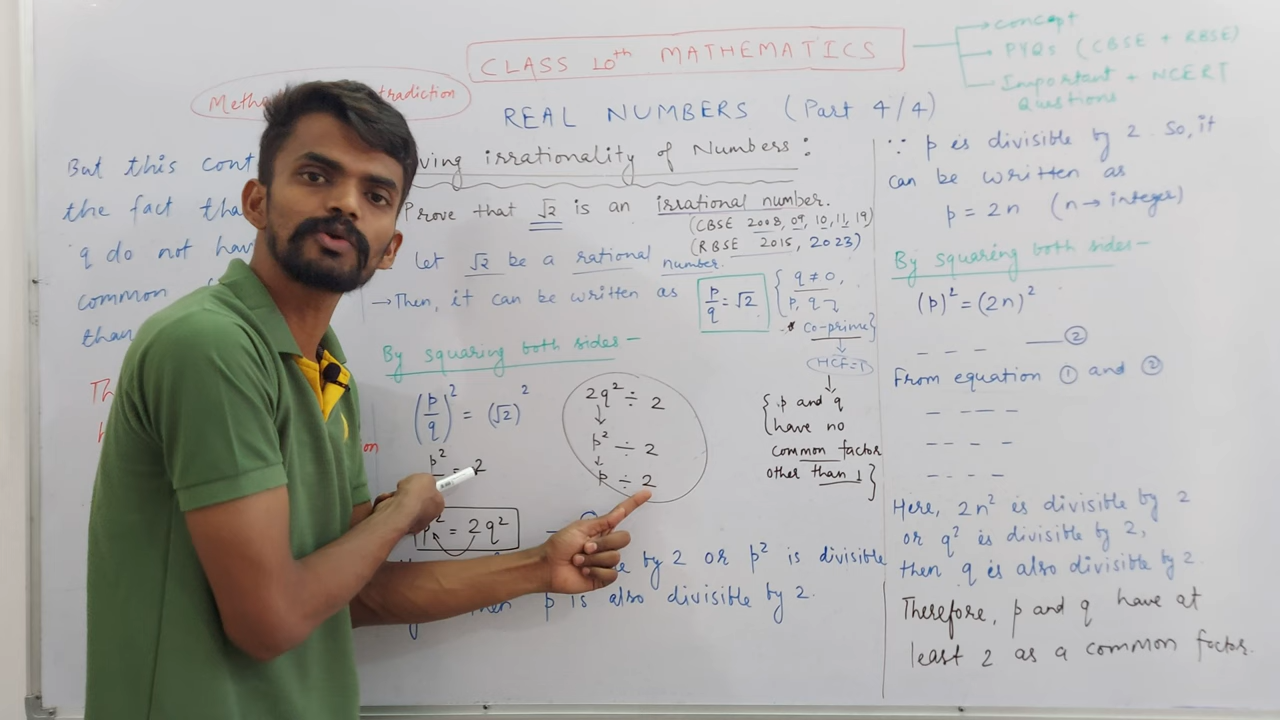 CLASS 10th MATHEMATICS
concept
PYQs (CBSE + RBSE)
Important + NCERT
Quistions
tradiction
REAL NUMBERS (Part 4/4)
But this cont
the fact tha
q do not hav
common
than
Th
on
ving irrationality of Numbers:
Prove that √2 is an irrational number.
(CBSE 2008, 09, 10, 11, 19)
(RBSE 2015, 2023)
Let √2 be a rational number.
→ Then, it can be written as p/q = √2 { q ≠ 0,
p, q →
Co-prime}
↓
HCF=1
↓
{ p and q
have no
common factor
other than 1 }
By squaring both sides –
(p/q)² = (√2)²
p² = 2
p² = 2q²
2q² ÷ 2
↓
p² ÷ 2
↓
p ÷ 2
by 2 or p² is divisible
then p is also divisible by 2.
∵ p is divisible by 2. So, it
can be written as
p = 2n (n → integer)
By squaring both sides –
(p)² = (2n)²
– – – —②
From equation ① and ②
– – – –
– – – –
– – – –
Here, 2n² is divisible by 2
or q² is divisible by 2,
then q is also divisible by 2.
Therefore, p and q have at
least 2 as a common factor.